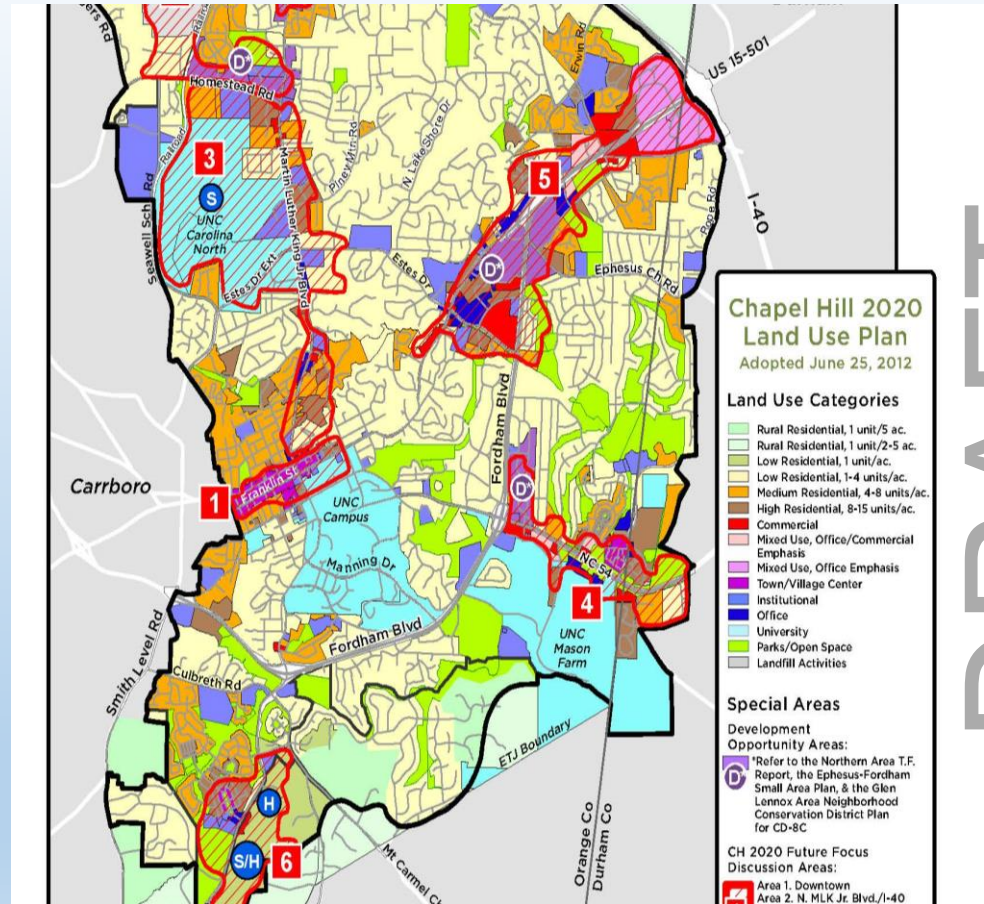 US 15-501
Erwin Rd
D*
Homestead Rd
Railroad
3
S
UNC
Carolina
North
Seawell Sch Rd
Martin Luther King Jr Blvd
Piney Mtn Rd
N Lake Shore Dr
5
Pope Rd
I-40
Estes Dr
D*
Ephesus Ch Rd
Estes Dr Ext
Fordham Blvd
Carrboro
1
Franklin St
UNC
Campus
D*
Manning Dr
NC 54
4
Fordham Blvd
UNC
Mason
Farm
Smith Level Rd
Culbreth Rd
ETJ Boundary
H
S/H
6
Mt Carmel
Orange Co
Durham Co
Chapel Hill 2020
Land Use Plan
Adopted June 25, 2012
Land Use Categories
Rural Residential, 1 unit/5 ac.
Rural Residential, 1 unit/2-5 ac.
Low Residential, 1 unit/ac.
Low Residential, 1-4 units/ac.
Medium Residential, 4-8 units/ac.
High Residential, 8-15 units/ac.
Commercial
Mixed Use, Office/Commercial
Emphasis
Mixed Use, Office Emphasis
Town/Village Center
Institutional
Office
University
Parks/Open Space
Landfill Activities
Special Areas
Development
Opportunity Areas:
D*
*Refer to the Northern Area T.F.
Report, the Ephesus-Fordham
Small Area Plan, & the Glen
Lennox Area Neighborhood
Conservation District Plan
for CD-8C
CH 2020 Future Focus
Discussion Areas:
Area 1. Downtown
Area 2. N. MLK Jr. Blvd./I-40